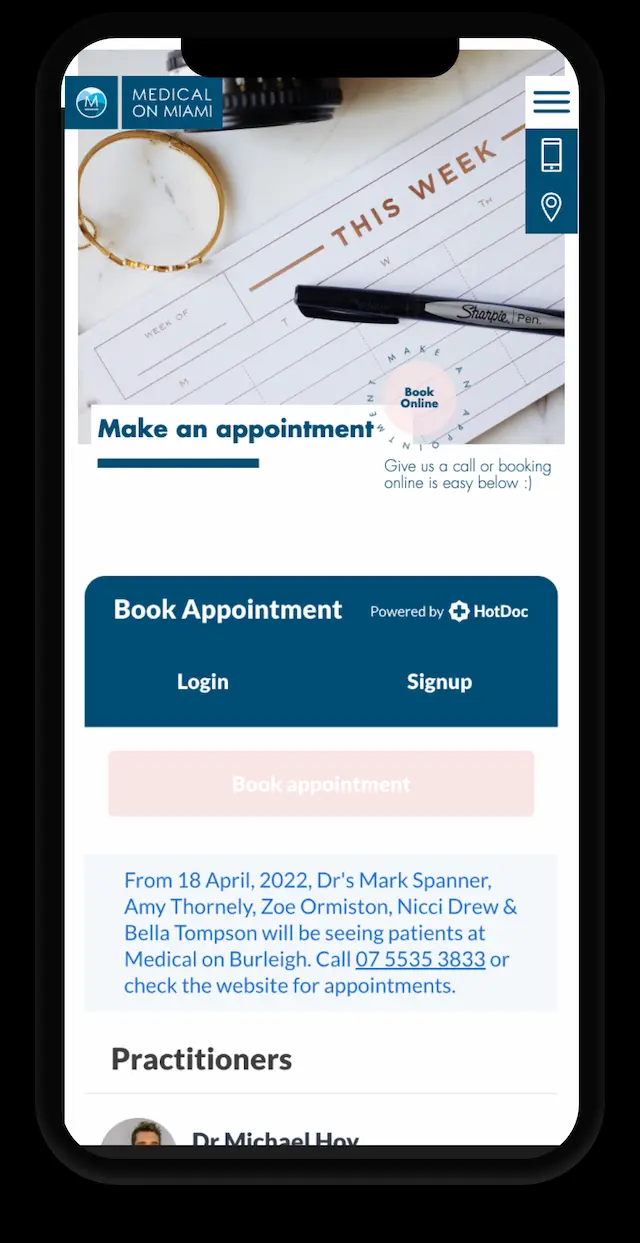 M
MEDICAL
ON MIAMI
THIS WEEK
Th
W
WEEK OF
T
M
Sharpie. Pen.
MAKE AN APPOINTMENT
Book
Online
Make an appointment
Give us a call or booking
online is easy below :)
Book Appointment
Powered by HotDoc
Login
Signup
Book appointment
From 18 April, 2022, Dr's Mark Spanner,
Amy Thornely, Zoe Ormiston, Nicci Drew &
Bella Tompson will be seeing patients at
Medical on Burleigh. Call 07 5535 3833 or
check the website for appointments.
Practitioners
Dr Michael Hoy